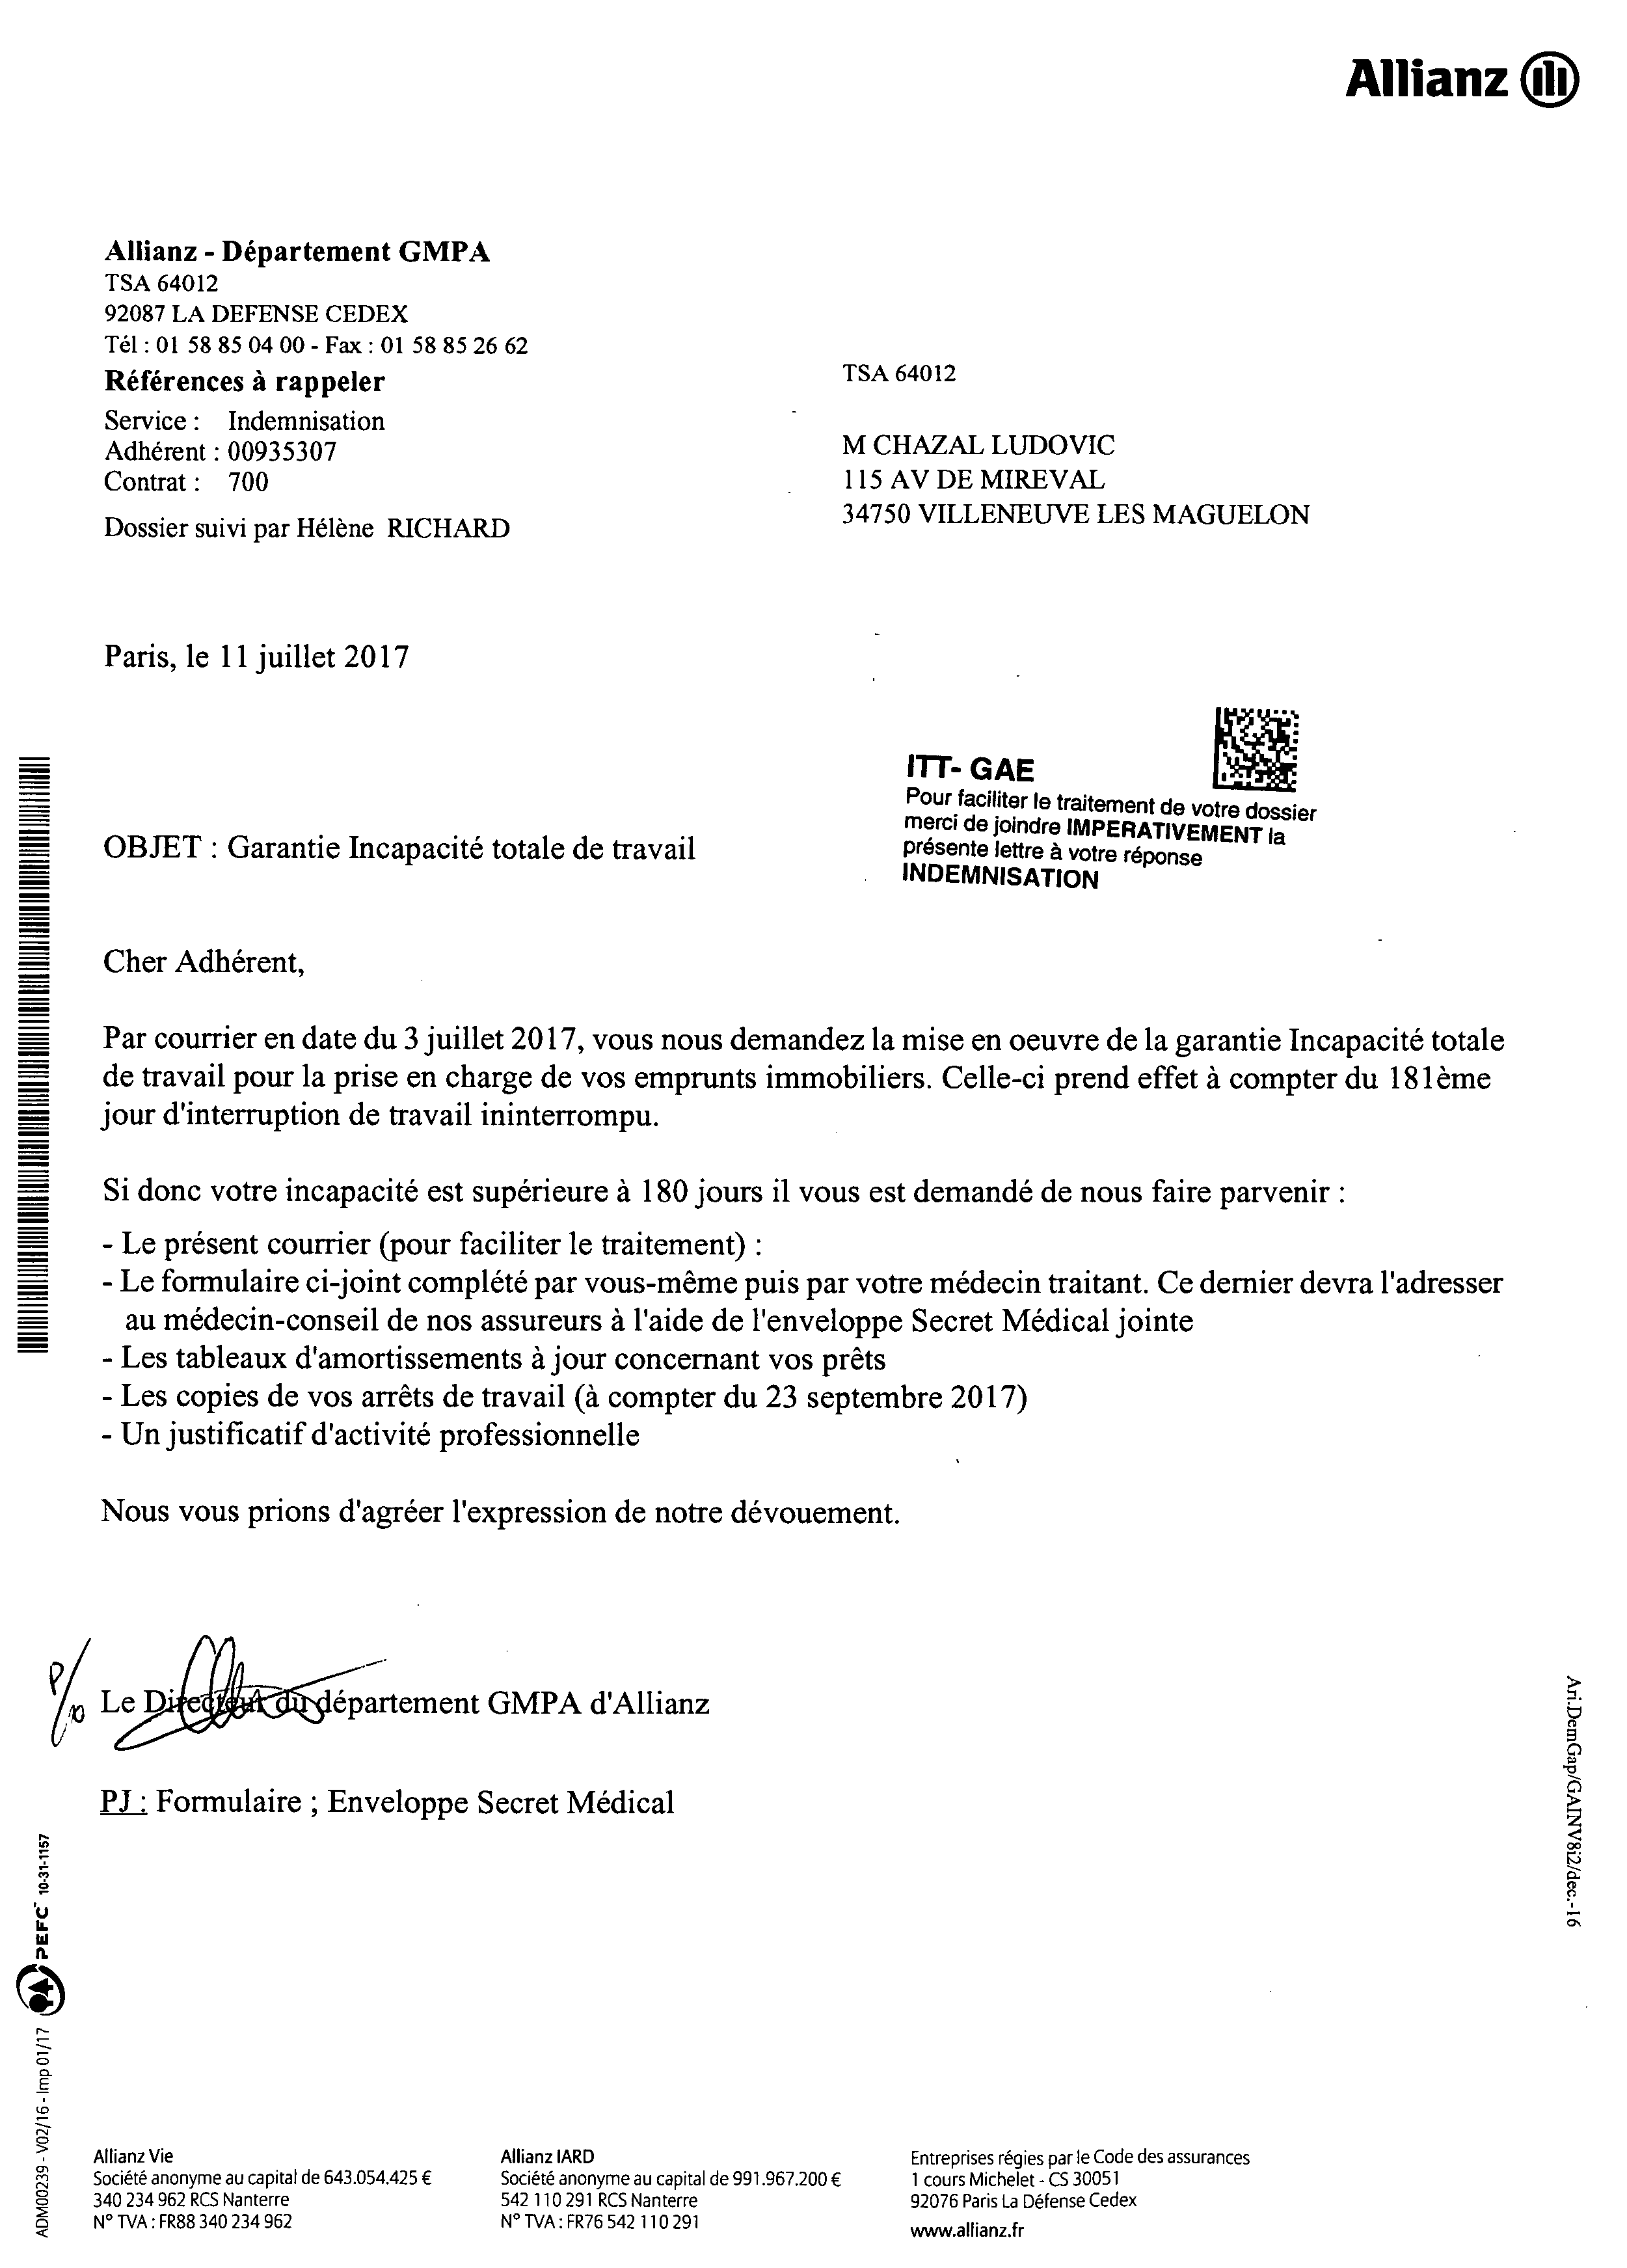 Allianz
Allianz - Département GMPA
TSA 64012
92087 LA DEFENSE CEDEX
Tél : 01 58 85 04 00 - Fax : 01 58 85 26 62
Références à rappeler
Service : Indemnisation
Adhérent : 00935307
Contrat : 700
Dossier suivi par Hélène RICHARD
TSA 64012
M CHAZAL LUDOVIC
115 AV DE MIREVAL
34750 VILLENEUVE LES MAGUELON
Paris, le 11 juillet 2017
ITT- GAE
Pour faciliter le traitement de votre dossier
merci de joindre IMPERATIVEMENT la
présente lettre à votre réponse
INDEMNISATION
OBJET : Garantie Incapacité totale de travail
Cher Adhérent,
Par courrier en date du 3 juillet 2017, vous nous demandez la mise en oeuvre de la garantie Incapacité totale
de travail pour la prise en charge de vos emprunts immobiliers. Celle-ci prend effet à compter du 181ème
jour d'interruption de travail ininterrompu.
Si donc votre incapacité est supérieure à 180 jours il vous est demandé de nous faire parvenir :
- Le présent courrier (pour faciliter le traitement) :
- Le formulaire ci-joint complété par vous-même puis par votre médecin traitant. Ce dernier devra l'adresser
au médecin-conseil de nos assureurs à l'aide de l'enveloppe Secret Médical jointe
- Les tableaux d'amortissements à jour concernant vos prêts
- Les copies de vos arrêts de travail (à compter du 23 septembre 2017)
- Un justificatif d'activité professionnelle
Nous vous prions d'agréer l'expression de notre dévouement.
Le Directeur du département GMPA d'Allianz
PJ : Formulaire ; Enveloppe Secret Médical
Ari.DemGap/GAINV8i2/dec.-16
ADM00239 - V02/16 - Imp 01/17 PEFC 10-31-1157
Allianz Vie
Société anonyme au capital de 643.054.425 €
340 234 962 RCS Nanterre
N° TVA : FR88 340 234 962
Allianz IARD
Société anonyme au capital de 991.967.200 €
542 110 291 RCS Nanterre
N° TVA : FR76 542 110 291
Entreprises régies par le Code des assurances
1 cours Michelet - CS 30051
92076 Paris La Défense Cedex
www.allianz.fr